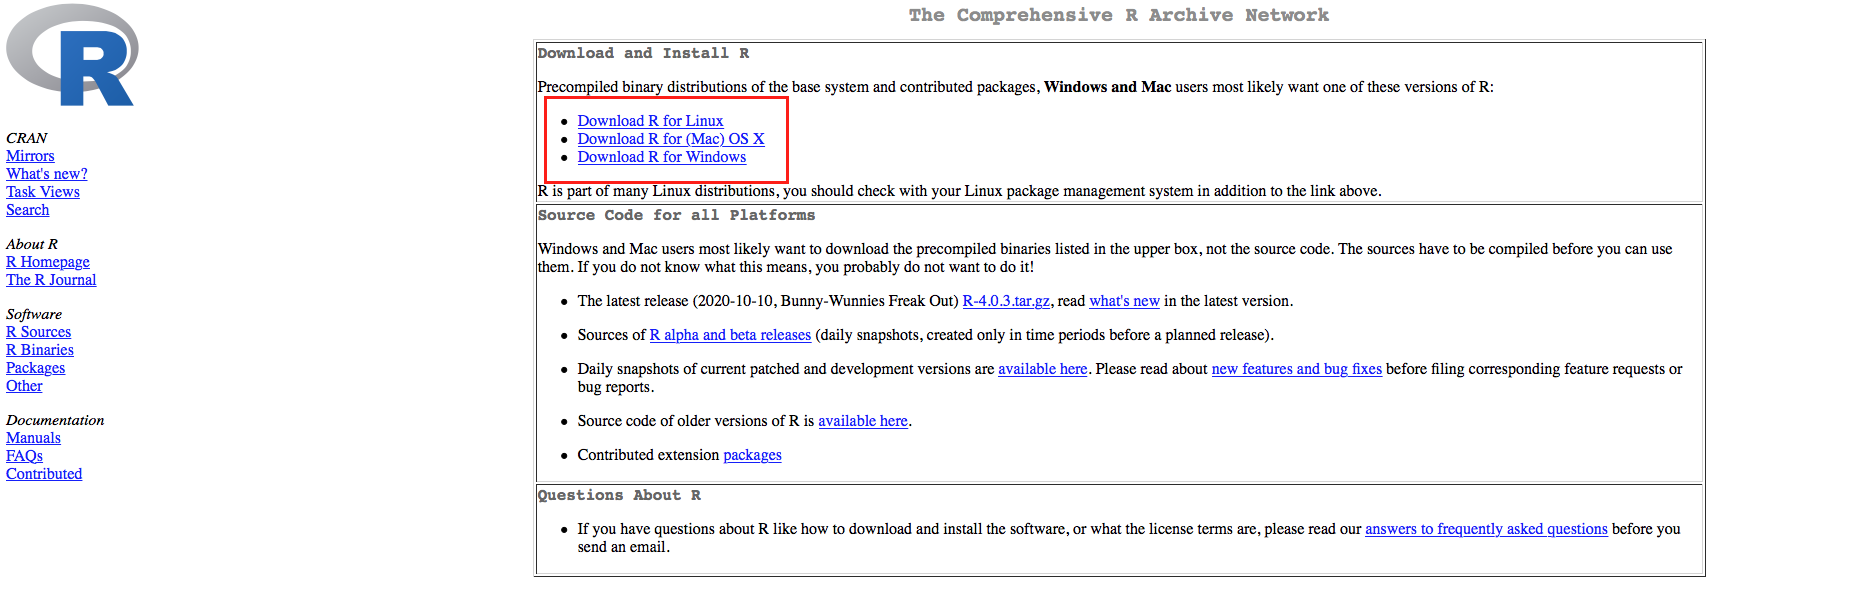 R
The Comprehensive R Archive Network
CRAN
Mirrors
What's new?
Task Views
Search
About R
R Homepage
The R Journal
Software
R Sources
R Binaries
Packages
Other
Documentation
Manuals
FAQs
Contributed
Download and Install R
Precompiled binary distributions of the base system and contributed packages, Windows and Mac users most likely want one of these versions of R:
• Download R for Linux
• Download R for (Mac) OS X
• Download R for Windows
R is part of many Linux distributions, you should check with your Linux package management system in addition to the link above.
Source Code for all Platforms
Windows and Mac users most likely want to download the precompiled binaries listed in the upper box, not the source code. The sources have to be compiled before you can use
them. If you do not know what this means, you probably do not want to do it!
• The latest release (2020-10-10, Bunny-Wunnies Freak Out) R-4.0.3.tar.gz, read what's new in the latest version.
• Sources of R alpha and beta releases (daily snapshots, created only in time periods before a planned release).
• Daily snapshots of current patched and development versions are available here. Please read about new features and bug fixes before filing corresponding feature requests or
bug reports.
• Source code of older versions of R is available here.
• Contributed extension packages
Questions About R
• If you have questions about R like how to download and install the software, or what the license terms are, please read our answers to frequently asked questions before you
send an email.